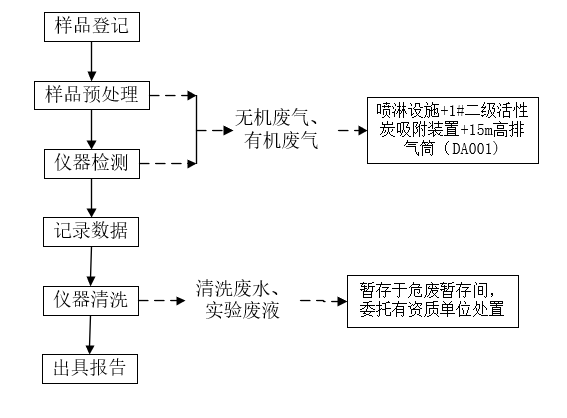 样品登记
样品预处理
无机废气、
有机废气
喷淋设施+1#二级活性
炭吸附装置+15m高排
气筒（DA001）
仪器检测
记录数据
仪器清洗
清洗废水、
实验废液
暂存于危废暂存间，
委托有资质单位处置
出具报告